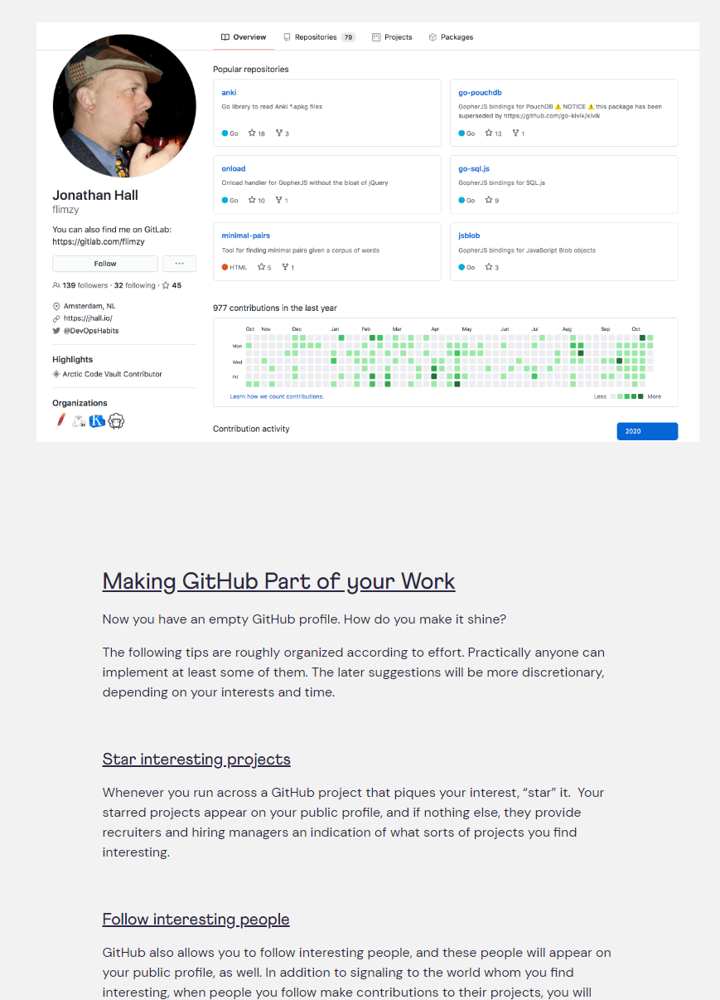 Overview Repositories 79 Projects Packages
Popular repositories
anki
Go library to read Anki *.apkg files
Go 18 3
go-pouchdb
GopherJS bindings for PouchDB ⚠ NOTICE ⚠ this package has been
superseded by https://github.com/go-kivik/kivik
Go 13 1
onload
Onload handler for GopherJS without the bloat of jQuery
Go 10 1
go-sql.js
GopherJS bindings for SQL.js
Go 9
minimal-pairs
Tool for finding minimal pairs given a corpus of words
HTML 5 1
jsblob
GopherJS bindings for JavaScript Blob objects
Go 3
Jonathan Hall
flimzy
You can also find me on GitLab:
https://gitlab.com/flimzy
Follow ···
139 followers · 32 following · 45
Amsterdam, NL
https://jhall.io/
@DevOpsHabits
Highlights
Arctic Code Vault Contributor
Organizations
K
977 contributions in the last year
Oct Nov Dec Jan Feb Mar Apr May Jun Jul Aug Sep Oct
Mon
Wed
Fri
Learn how we count contributions. Less More
Contribution activity 2020
Making GitHub Part of your Work
Now you have an empty GitHub profile. How do you make it shine?
The following tips are roughly organized according to effort. Practically anyone can
implement at least some of them. The later suggestions will be more discretionary,
depending on your interests and time.
Star interesting projects
Whenever you run across a GitHub project that piques your interest, “star” it.  Your
starred projects appear on your public profile, and if nothing else, they provide
recruiters and hiring managers an indication of what sorts of projects you find
interesting.
Follow interesting people
GitHub also allows you to follow interesting people, and these people will appear on
your public profile, as well. In addition to signaling to the world whom you find
interesting, when people you follow make contributions to their projects, you will